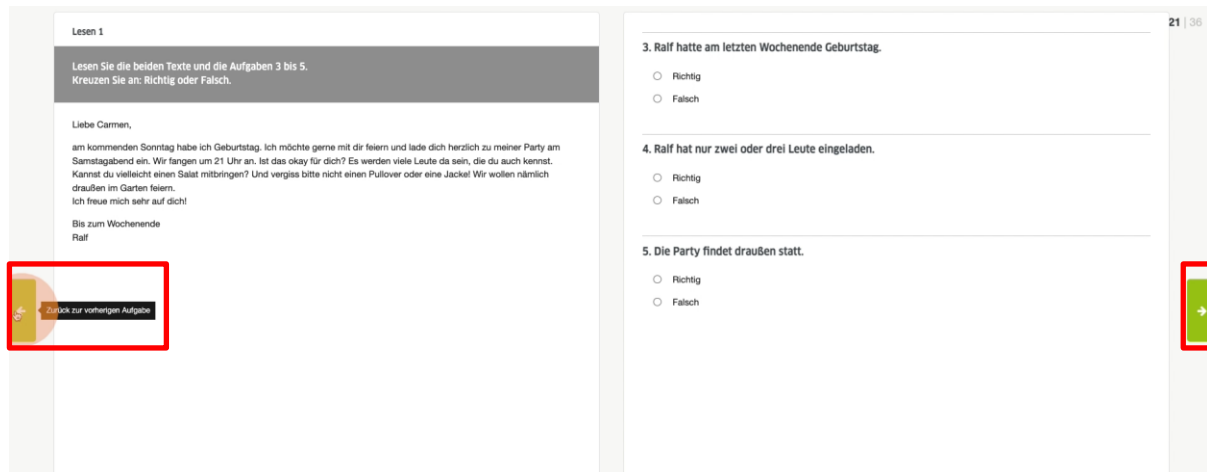 Lesen 1
Lesen Sie die beiden Texte und die Aufgaben 3 bis 5.
Kreuzen Sie an: Richtig oder Falsch.
Liebe Carmen,
am kommenden Sonntag habe ich Geburtstag. Ich möchte gerne mit dir feiern und lade dich herzlich zu meiner Party am
Samstagabend ein. Wir fangen um 21 Uhr an. Ist das okay für dich? Es werden viele Leute da sein, die du auch kennst.
Kannst du vielleicht einen Salat mitbringen? Und vergiss bitte nicht einen Pullover oder eine Jacke! Wir wollen nämlich
draußen im Garten feiern.
Ich freue mich sehr auf dich!
Bis zum Wochenende
Ralf
Zurück zur vorherigen Aufgabe
21 | 36
3. Ralf hatte am letzten Wochenende Geburtstag.
Richtig
Falsch
4. Ralf hat nur zwei oder drei Leute eingeladen.
Richtig
Falsch
5. Die Party findet draußen statt.
Richtig
Falsch